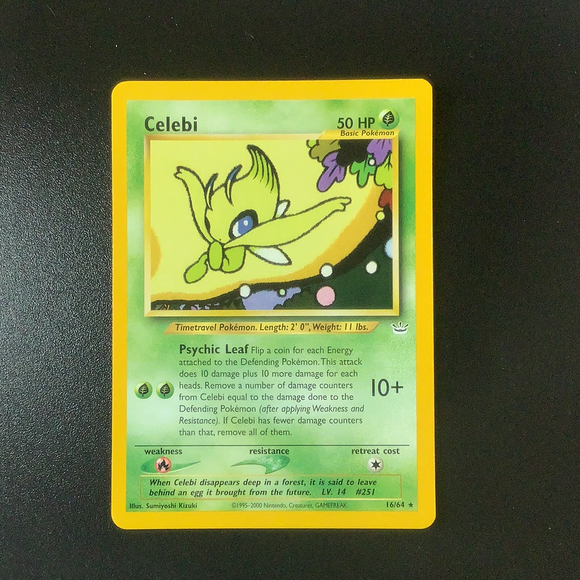 Celebi
50 HP
Basic Pokémon
Timetravel Pokémon. Length: 2' 0", Weight: 11 lbs.
Psychic Leaf Flip a coin for each Energy
attached to the Defending Pokémon. This attack
does 10 damage plus 10 more damage for each
heads. Remove a number of damage counters
from Celebi equal to the damage done to the
Defending Pokémon (after applying Weakness and
Resistance). If Celebi has fewer damage counters
than that, remove all of them.
10+
weakness resistance retreat cost
When Celebi disappears deep in a forest, it is said to leave
behind an egg it brought from the future. LV. 14 #251
Illus. Sumiyoshi Kizuki ©1995-2000 Nintendo, Creatures, GAMEFREAK. 16/64 ★